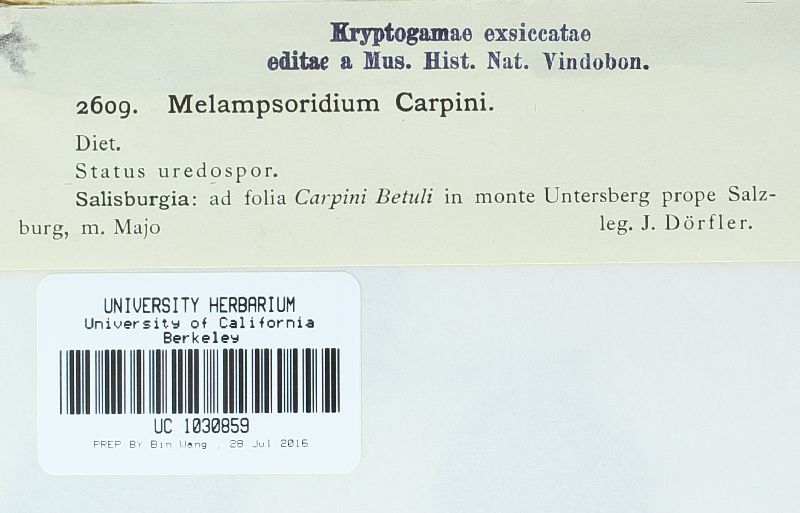 Kryptogamae exsiccatae
editae a Mus. Hist. Nat. Vindobon.
2609. Melampsoridium Carpini.
Diet.
Status uredospor.
Salisburgia: ad folia Carpini Betuli in monte Untersberg prope Salz-
burg, m. Majo leg. J. Dörfler.
UNIVERSITY HERBARIUM
University of California
Berkeley
UC 1030859
PREP BY Bin Wang , 28 Jul 2016